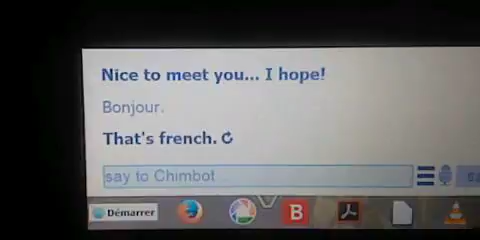 Nice to meet you... I hope!
Bonjour.
That's french.
say to Chimbot
Démarrer
B